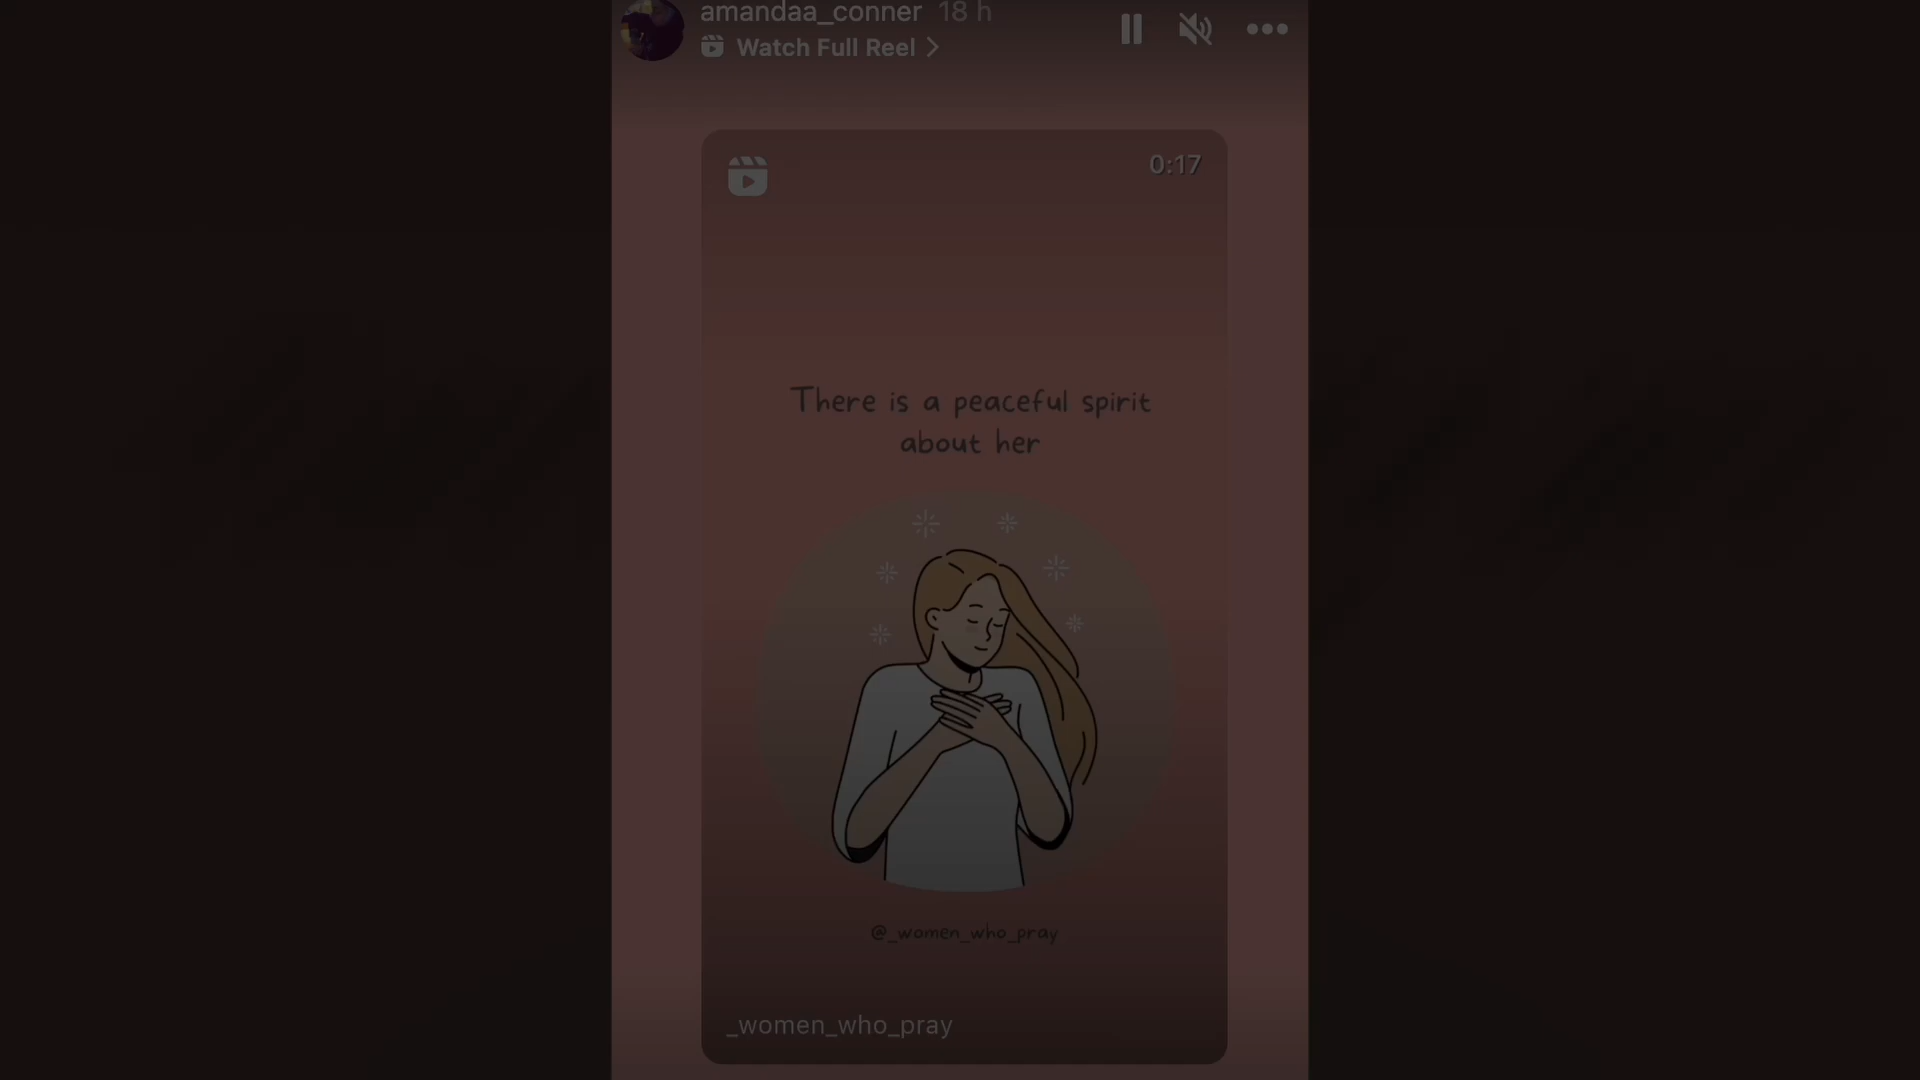 amandaa_conner 18 h
Watch Full Reel
0:17
There is a peaceful spirit
about her
@_women_who_pray
_women_who_pray